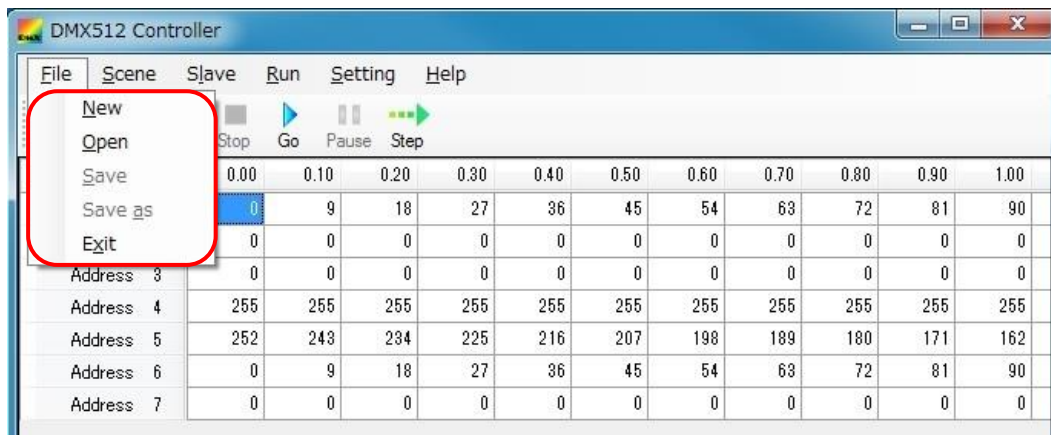 DMX512 Controller
File Scene Slave Run Setting Help
New
Open
Save
Save as
Exit
Stop Go Pause Step
0.00 0.10 0.20 0.30 0.40 0.50 0.60 0.70 0.80 0.90 1.00
0 9 18 27 36 45 54 63 72 81 90
0 0 0 0 0 0 0 0 0 0 0
Address 3 0 0 0 0 0 0 0 0 0 0 0
Address 4 255 255 255 255 255 255 255 255 255 255 255
Address 5 252 243 234 225 216 207 198 189 180 171 162
Address 6 0 9 18 27 36 45 54 63 72 81 90
Address 7 0 0 0 0 0 0 0 0 0 0 0